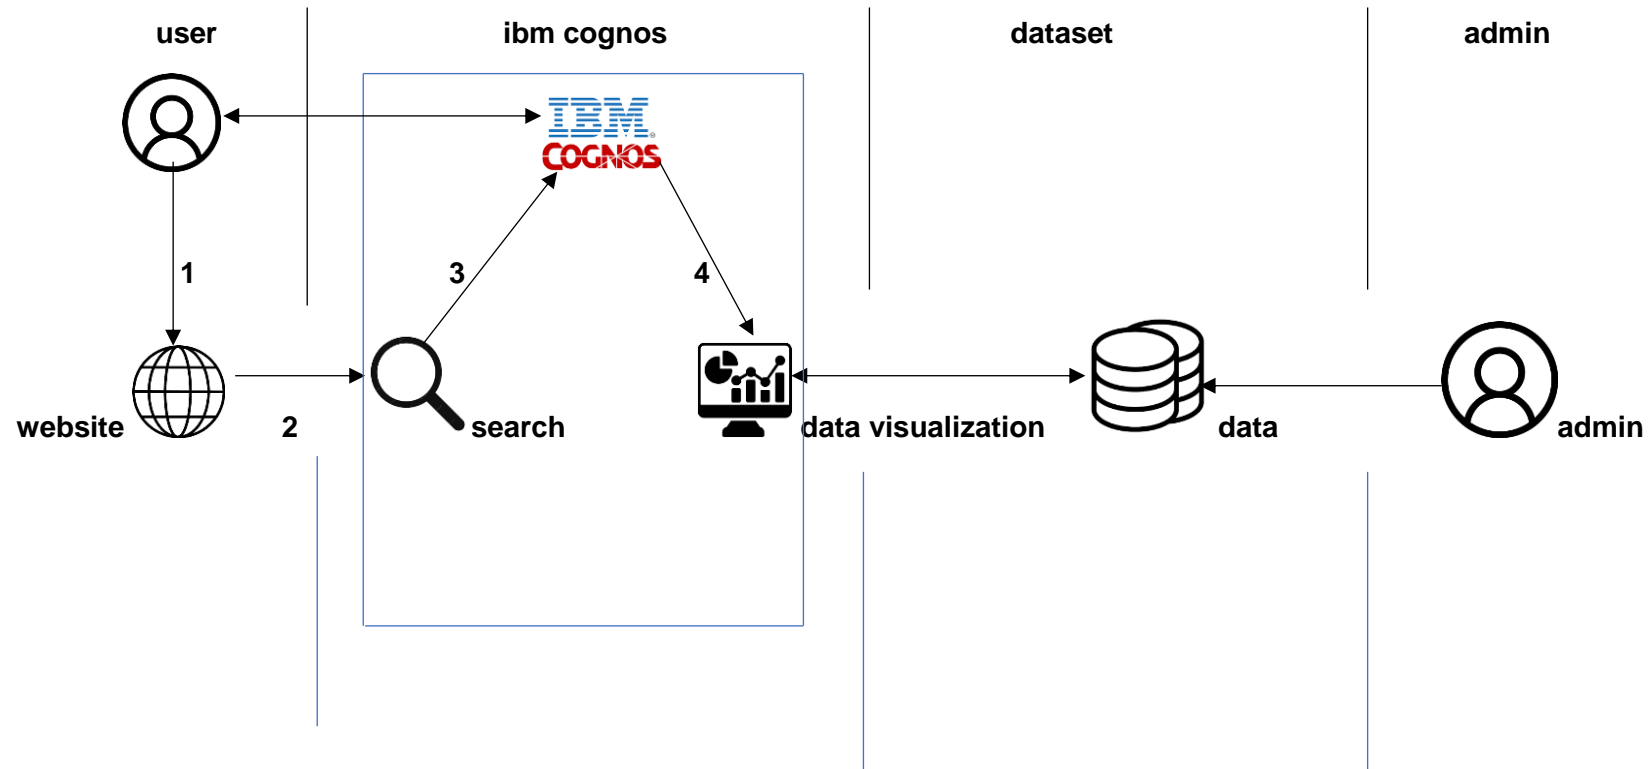 user
ibm cognos
dataset
admin
IBM®
COGNOS
1
3
4
website
2
search
data visualization
data
admin